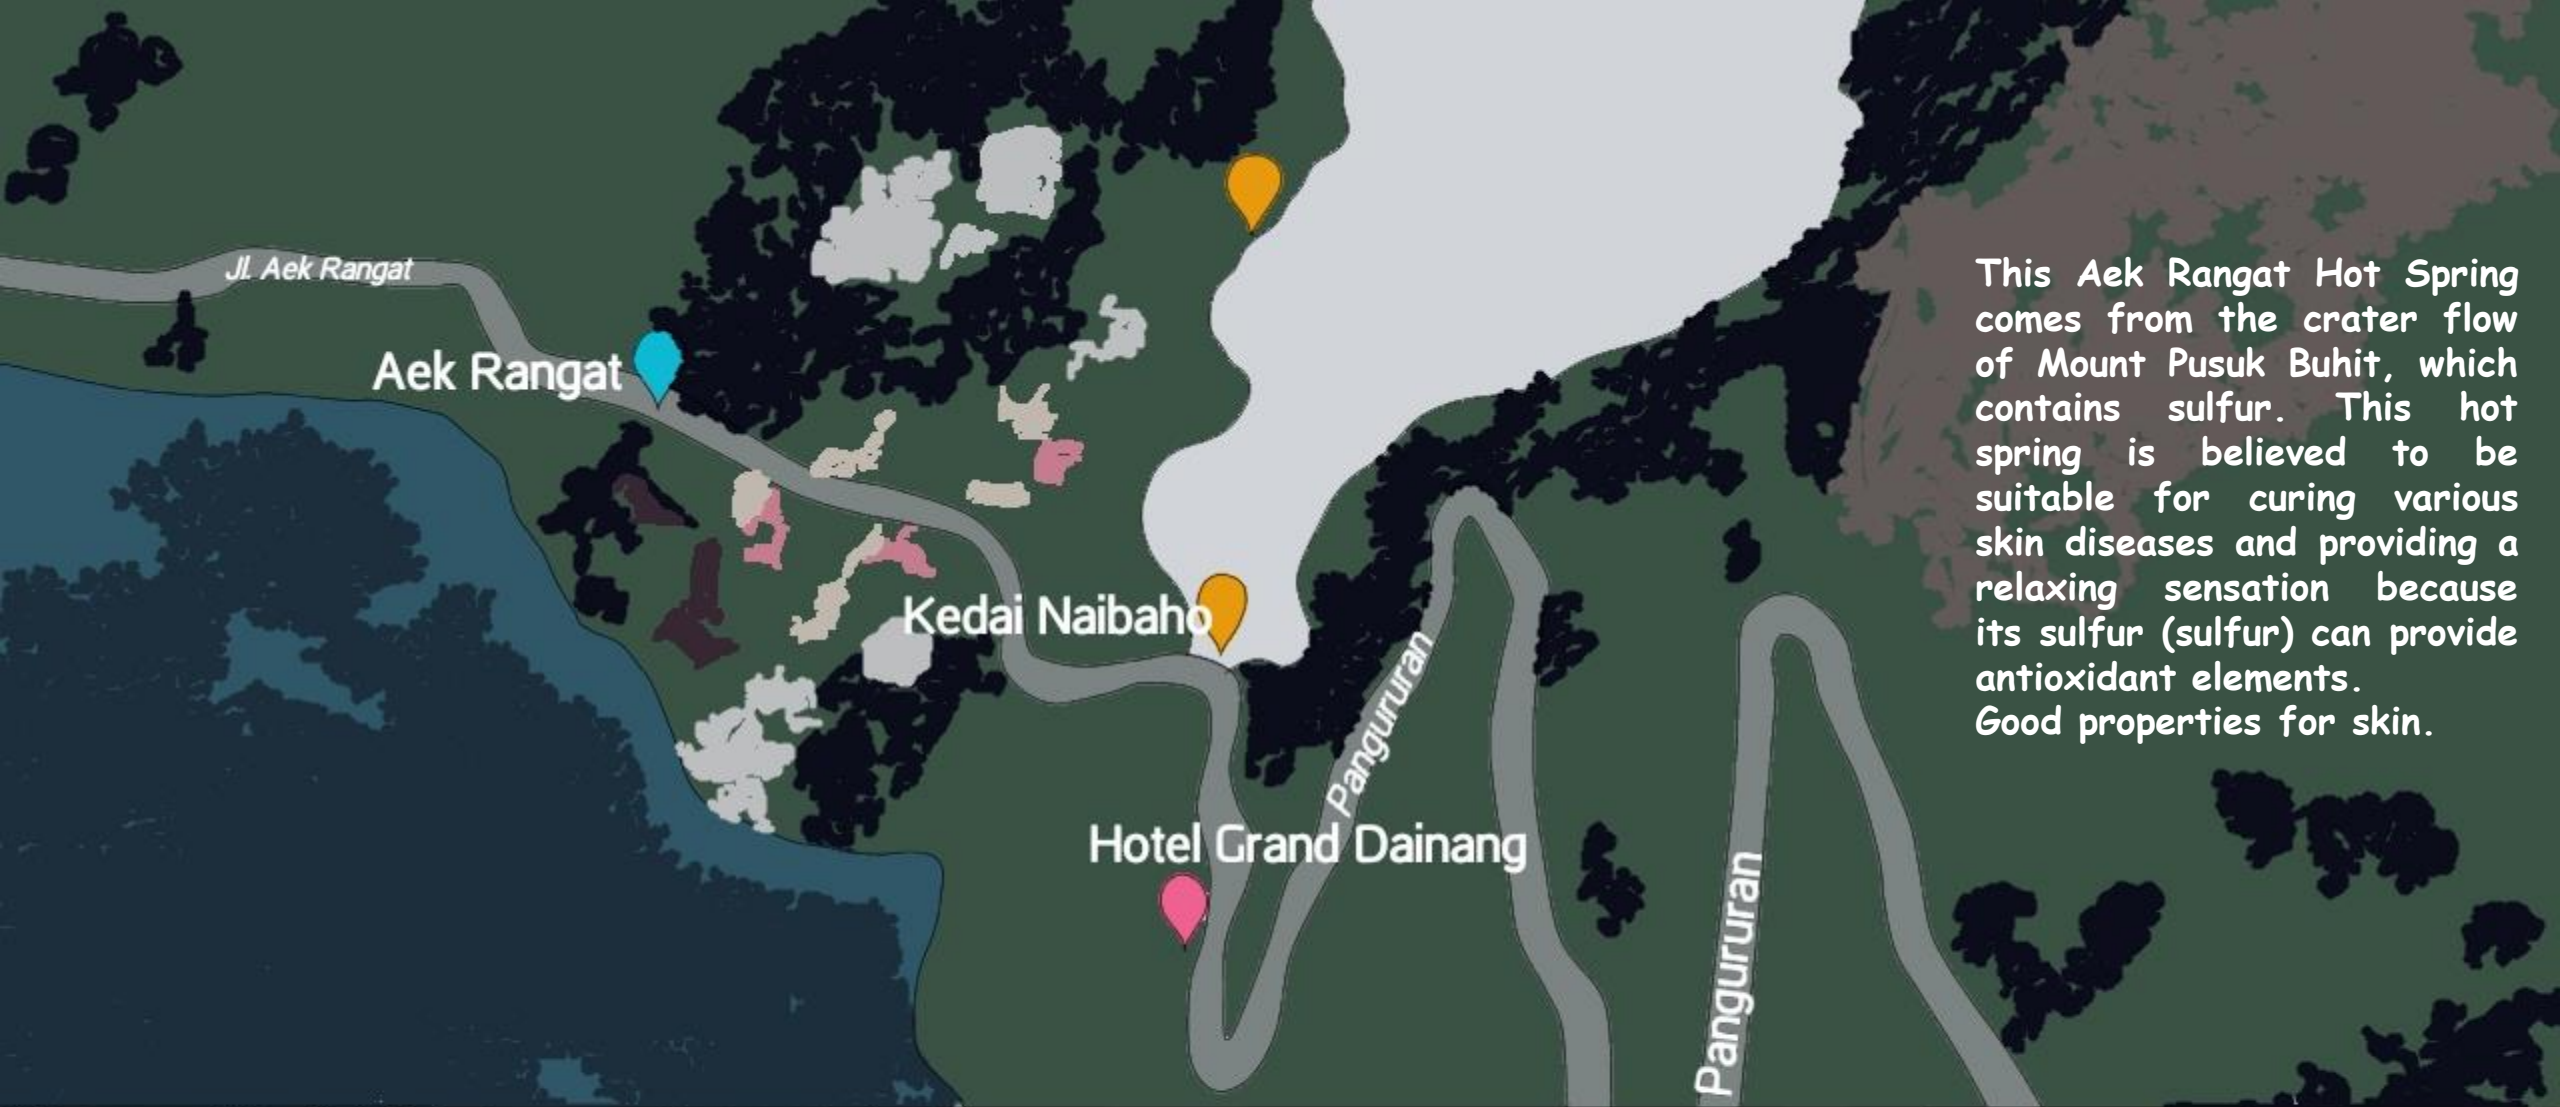 Jl. Aek Rangat
Aek Rangat
Kedai Naibaho
Pangururan
Hotel Grand Dainang
Pangururan
This Aek Rangat Hot Spring
comes from the crater flow
of Mount Pusuk Buhit, which
contains sulfur. This hot
spring is believed to be
suitable for curing various
skin diseases and providing a
relaxing sensation because
its sulfur (sulfur) can provide
antioxidant elements.
Good properties for skin.